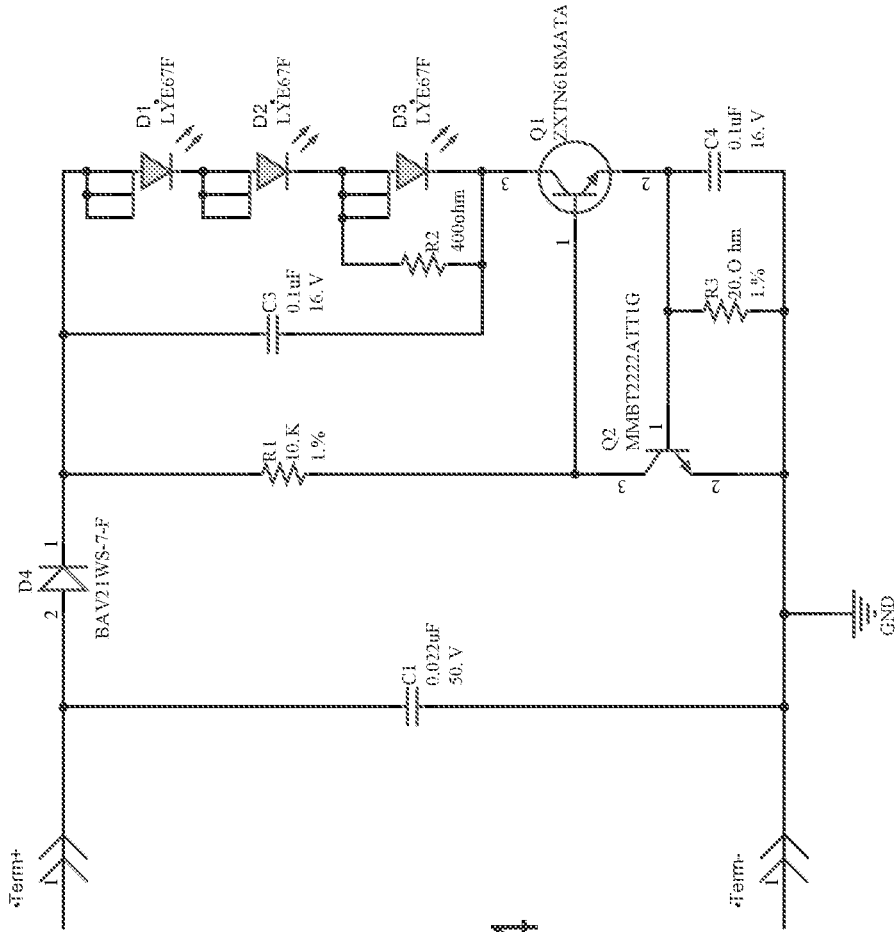 •Term+
1
D4
2
1
BAV21WS-7-F
C1
0.022uF
50.V
R1
10.K
1.%
C3
0.1uF
16.V
R2
400ohm
D1
LYE67F
D2
LYE67F
D3
LYE67F
Q1
ZXTN618MATA
3
1
2
Q2
MMBT2222ATT1G
3
1
2
R3
20.O hm
1.%
C4
0.1uF
16.V
•Term-
1
GND